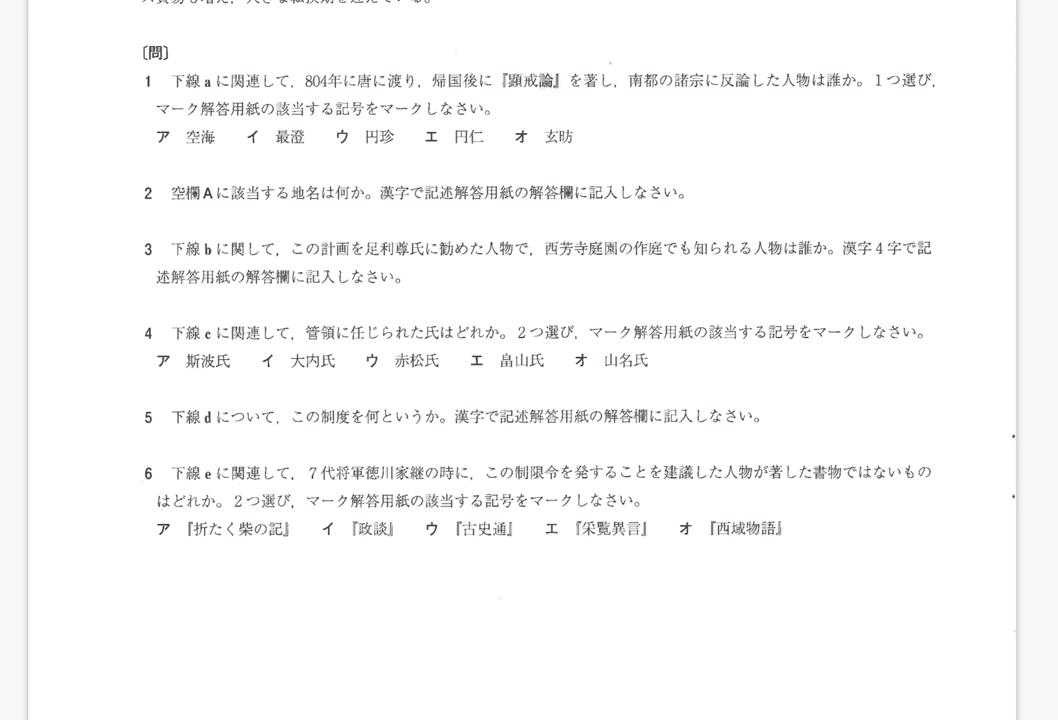 〔問〕
1 下線 a に関連して，804年に唐に渡り，帰国後に『顕戒論』を著し，南都の諸宗に反論した人物は誰か。1つ選び，
マーク解答用紙の該当する記号をマークしなさい。
ア 空海 イ 最澄 ウ 円珍 エ 円仁 オ 玄昉
2 空欄 A に該当する地名は何か。漢字で記述解答用紙の解答欄に記入しなさい。
3 下線 b に関して，この計画を足利尊氏に勧めた人物で，西芳寺庭園の作庭でも知られる人物は誰か。漢字4字で記
述解答用紙の解答欄に記入しなさい。
4 下線 c に関連して，管領に任じられた氏はどれか。2つ選び，マーク解答用紙の該当する記号をマークしなさい。
ア 斯波氏 イ 大内氏 ウ 赤松氏 エ 畠山氏 オ 山名氏
5 下線 d について，この制度を何というか。漢字で記述解答用紙の解答欄に記入しなさい。
6 下線 e に関連して，7代将軍徳川家継の時に，この制限令を発することを建議した人物が著した書物ではないもの
はどれか。2つ選び，マーク解答用紙の該当する記号をマークしなさい。
ア 『折たく柴の記』 イ 『政談』 ウ 『古史通』 エ 『采覧異言』 オ 『西域物語』